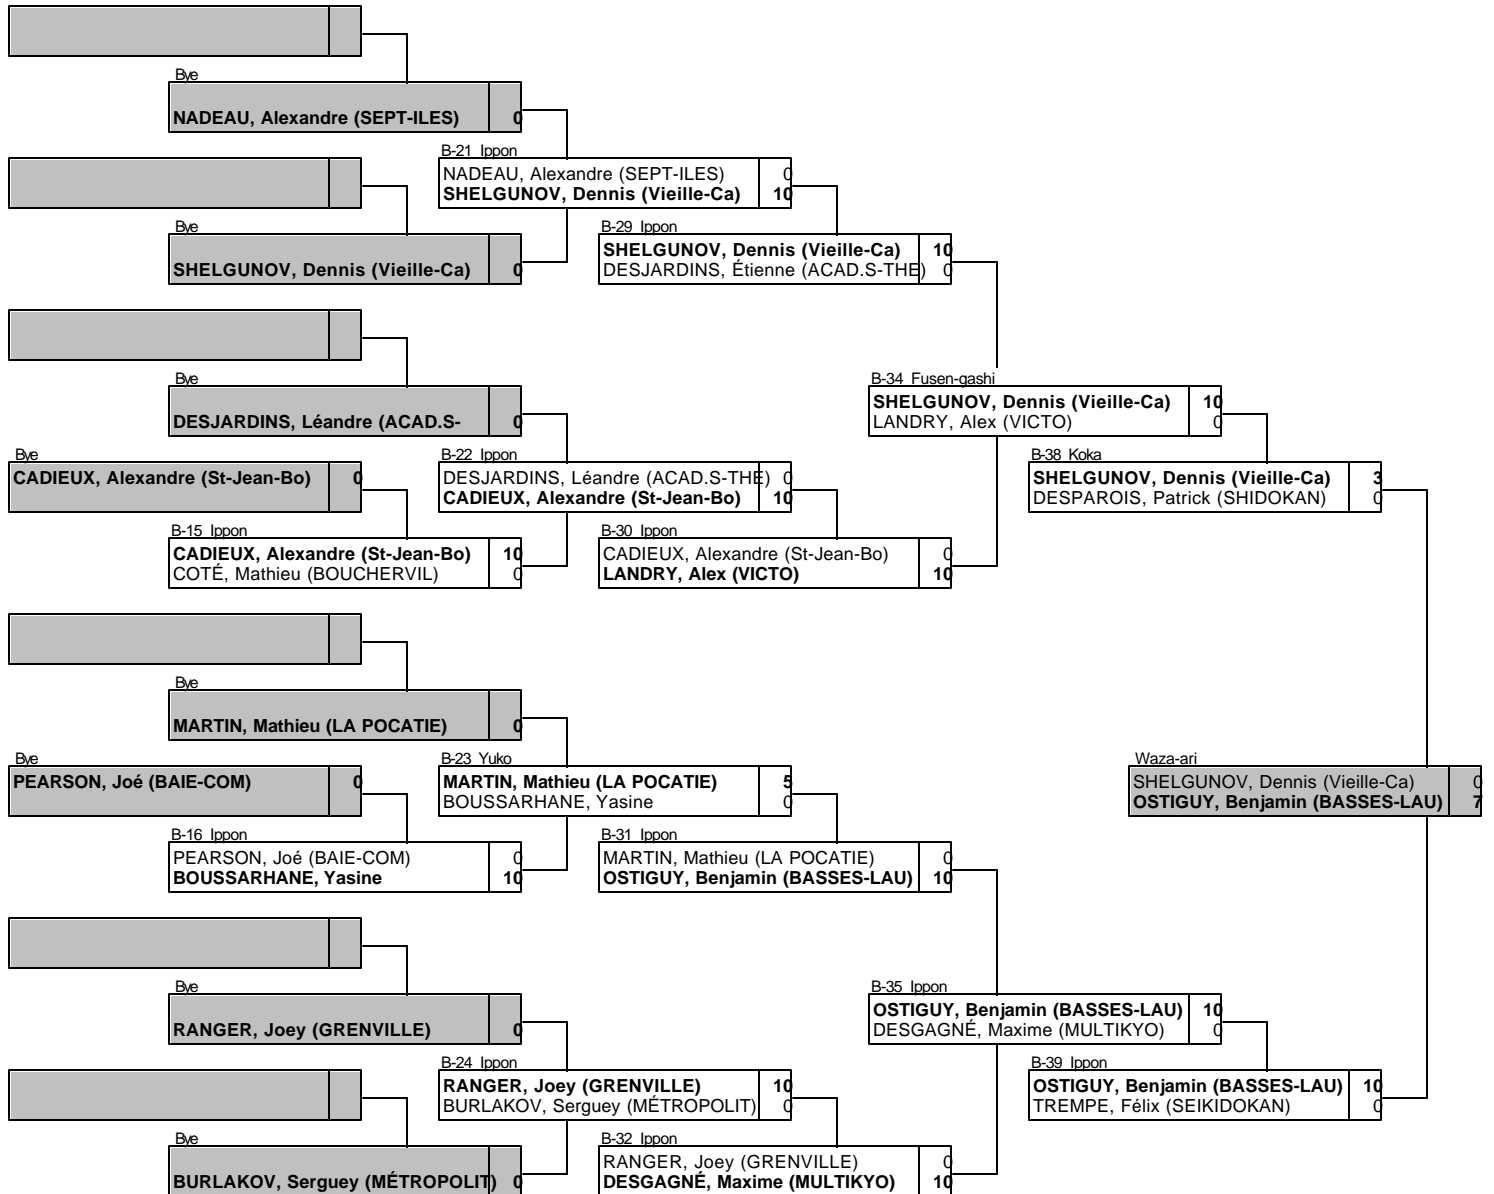 Bye
NADEAU, Alexandre (SEPT-ILES) 0
B-21 Ippon
NADEAU, Alexandre (SEPT-ILES) 0
SHELGUNOV, Dennis (Vieille-Ca) 10
Bye
SHELGUNOV, Dennis (Vieille-Ca) 0
B-29 Ippon
SHELGUNOV, Dennis (Vieille-Ca) 10
DESJARDINS, Étienne (ACAD.S-THE) 0
Bye
DESJARDINS, Léandre (ACAD.S- 0
B-34 Fusen-gashi
SHELGUNOV, Dennis (Vieille-Ca) 10
LANDRY, Alex (VICTO) 0
Bye
CADIEUX, Alexandre (St-Jean-Bo) 0
B-22 Ippon
DESJARDINS, Léandre (ACAD.S-THE) 0
CADIEUX, Alexandre (St-Jean-Bo) 10
B-38 Koka
SHELGUNOV, Dennis (Vieille-Ca) 3
DESPAROIS, Patrick (SHIDOKAN) 0
B-15 Ippon
CADIEUX, Alexandre (St-Jean-Bo) 10
COTÉ, Mathieu (BOUCHERVIL) 0
B-30 Ippon
CADIEUX, Alexandre (St-Jean-Bo) 0
LANDRY, Alex (VICTO) 10
Bye
MARTIN, Mathieu (LA POCATIE) 0
Bye
PEARSON, Joé (BAIE-COM) 0
B-23 Yuko
MARTIN, Mathieu (LA POCATIE) 5
BOUSSARHANE, Yasine 0
Waza-ari
SHELGUNOV, Dennis (Vieille-Ca) 0
OSTIGUY, Benjamin (BASSES-LAU) 7
B-16 Ippon
PEARSON, Joé (BAIE-COM) 0
BOUSSARHANE, Yasine 10
B-31 Ippon
MARTIN, Mathieu (LA POCATIE) 0
OSTIGUY, Benjamin (BASSES-LAU) 10
Bye
RANGER, Joey (GRENVILLE) 0
B-35 Ippon
OSTIGUY, Benjamin (BASSES-LAU) 10
DESGAGNÉ, Maxime (MULTIKYO) 0
B-24 Ippon
RANGER, Joey (GRENVILLE) 10
BURLAKOV, Serguey (MÉTROPOLIT) 0
B-39 Ippon
OSTIGUY, Benjamin (BASSES-LAU) 10
TREMPE, Félix (SEIKIDOKAN) 0
Bye
BURLAKOV, Serguey (MÉTROPOLIT) 0
B-32 Ippon
RANGER, Joey (GRENVILLE) 0
DESGAGNÉ, Maxime (MULTIKYO) 10